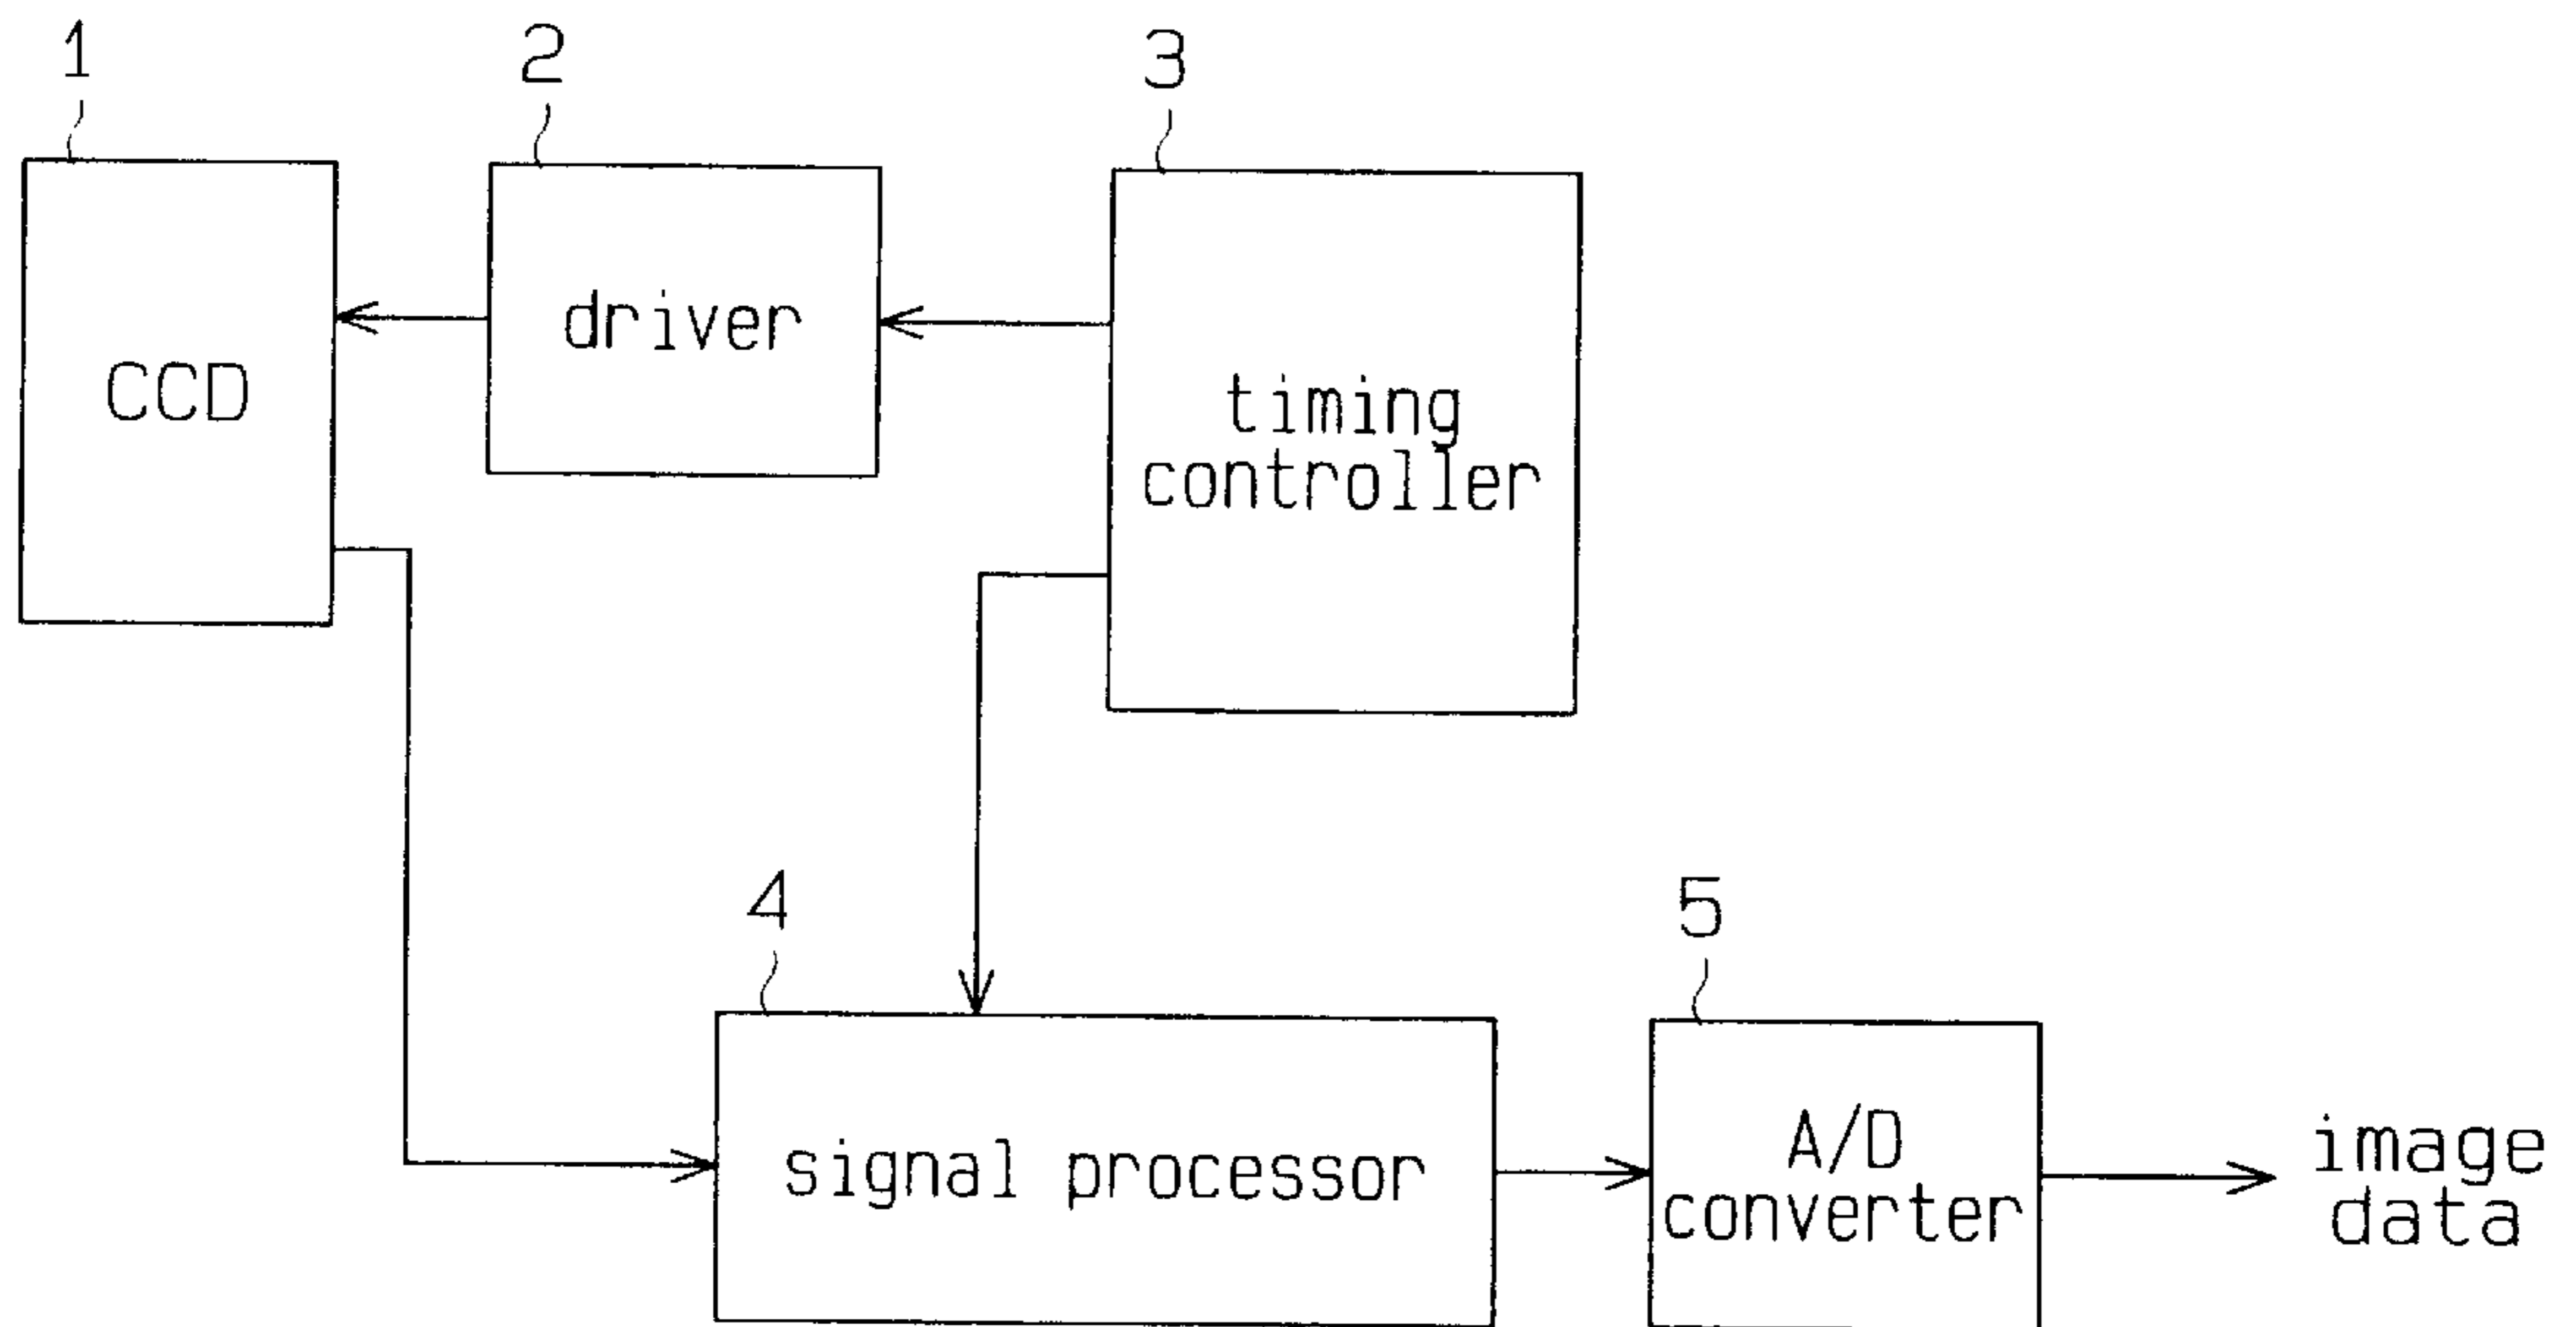 1
2
3
CCD
driver
timing
controller
4
5
signal processor
A/D
converter
image
data